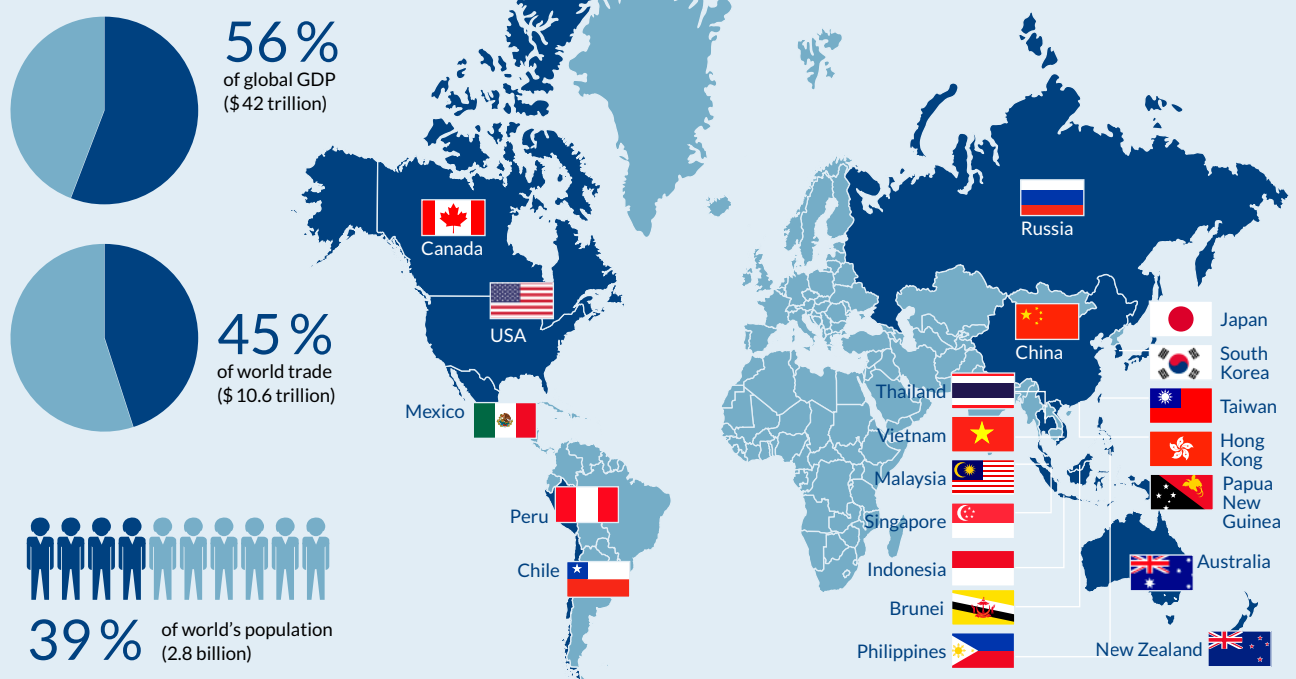 56 %
of global GDP
($ 42 trillion)
45 %
of world trade
($ 10.6 trillion)
39 %
of world's population
(2.8 billion)
Canada
USA
Mexico
Peru
Chile
Russia
China
Thailand
Vietnam
Malaysia
Singapore
Indonesia
Brunei
Philippines
Japan
South
Korea
Taiwan
Hong
Kong
Papua
New
Guinea
Australia
New Zealand